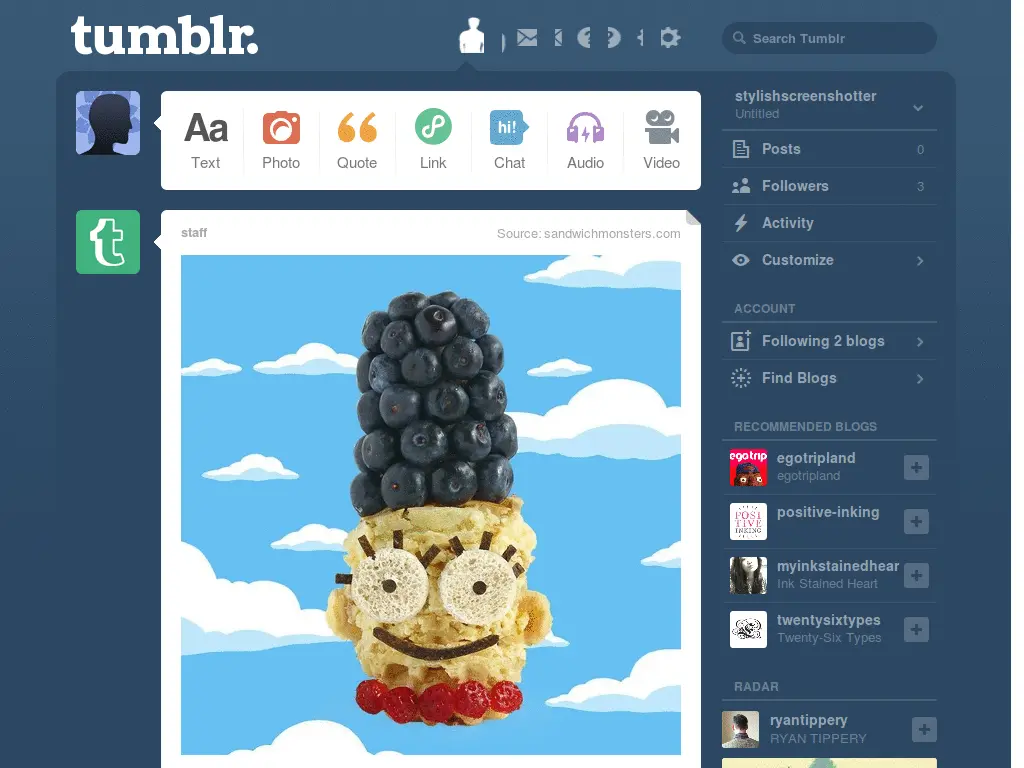 tumblr.
Search Tumblr
Aa
hi!
Text
Photo
Quote
Link
Chat
Audio
Video
staff
Source: sandwichmonsters.com
stylishscreenshotter
Untitled
Posts
0
Followers
3
Activity
Customize
ACCOUNT
Following 2 blogs
Find Blogs
RECOMMENDED BLOGS
egotrip
egotripland
egotripland
POSI
TIVE
INKING
positive-inking
myinkstainedhear
Ink Stained Heart
twentysixtypes
Twenty-Six Types
RADAR
ryantippery
RYAN TIPPERY